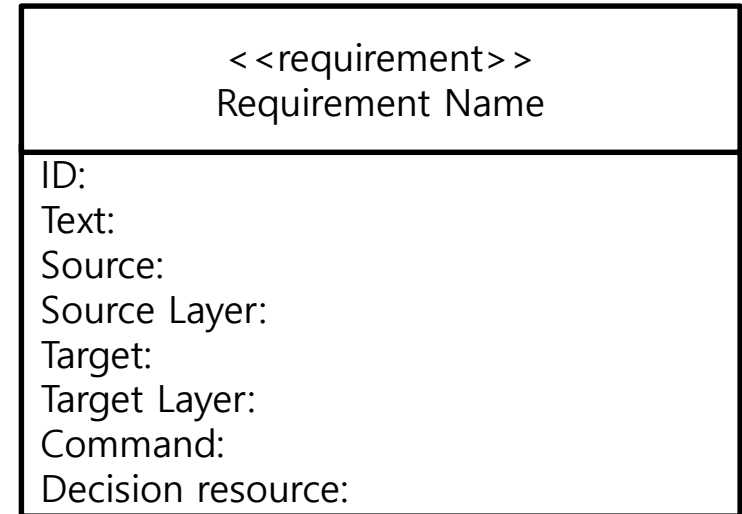 <<requirement>>
Requirement Name
ID:
Text:
Source:
Source Layer:
Target:
Target Layer:
Command:
Decision resource: